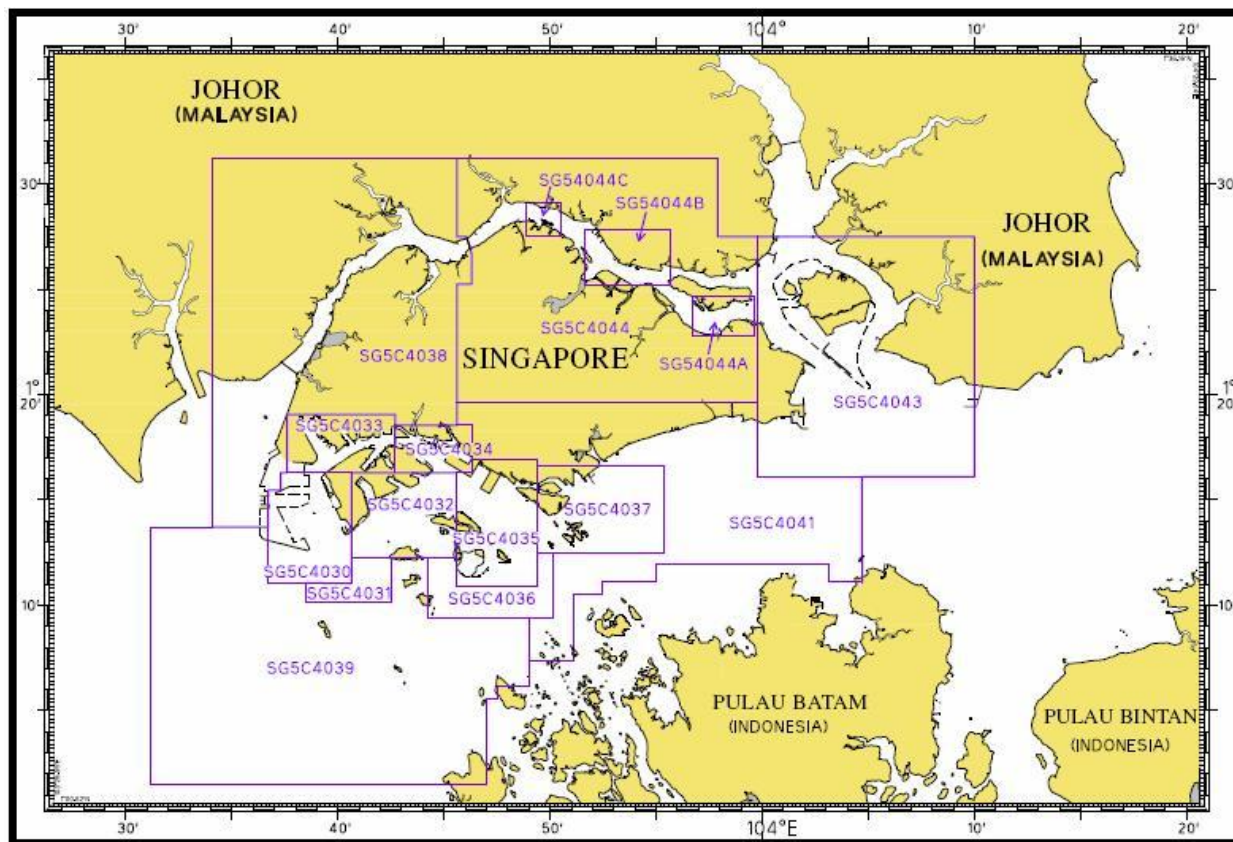 30'
40'
50'
104°E
10'
20'
JOHOR
(MALAYSIA)
30'
30'
SG54044C
SG54044B
JOHOR
(MALAYSIA)
SG5C4044
SG5C4038
SINGAPORE
SG54044A
1°
20'
1°
20'
SG5C4043
SG5C4033
SG5C4034
SG5C4032
SG5C4037
SG5C4041
SG5C4035
SG5C4030
SG5C4031
SG5C4036
10'
10'
SG5C4039
PULAU BATAM
(INDONESIA)
PULAU BINTAN
(INDONESIA)
30'
40'
50'
104°E
10'
20'